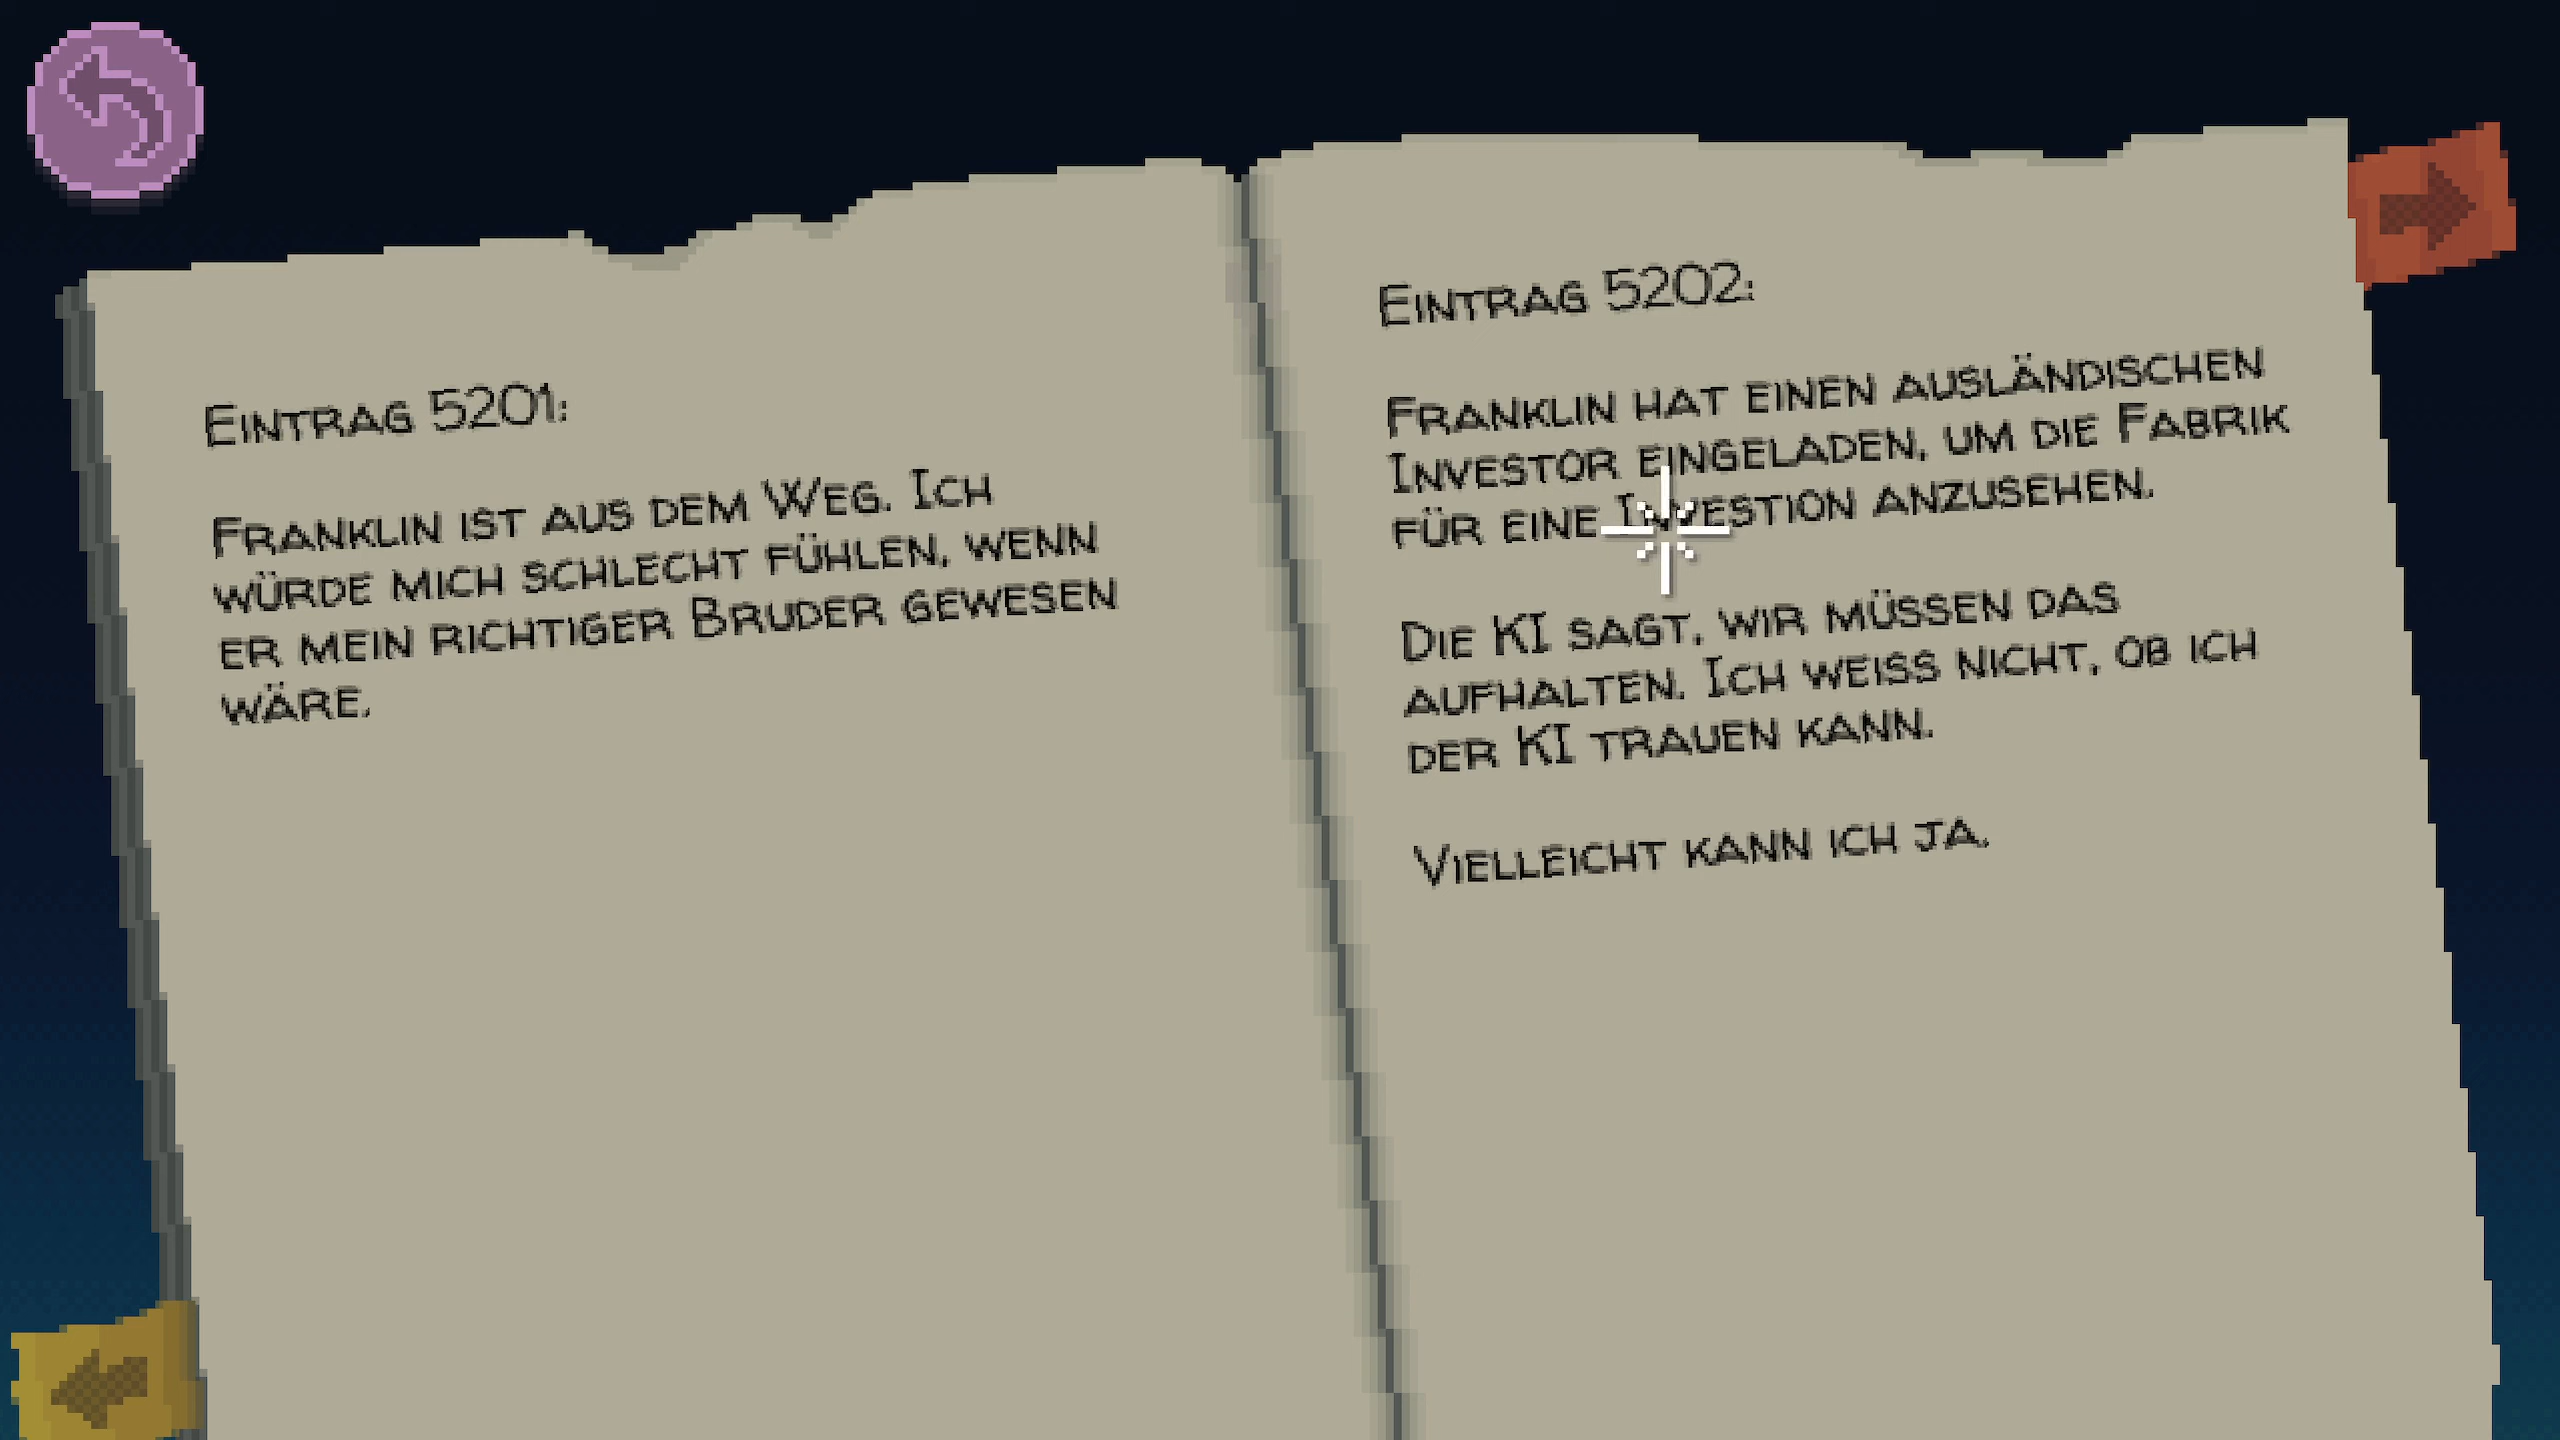 Eintrag 5201:
Franklin ist aus dem Weg. Ich
würde mich schlecht fühlen, wenn
er mein richtiger Bruder gewesen
wäre.
Eintrag 5202:
Franklin hat einen ausländischen
Investor eingeladen, um die Fabrik
für eine Investion anzusehen.
Die KI sagt, wir müssen das
aufhalten. Ich weiss nicht, ob ich
der KI trauen kann.
Vielleicht kann ich ja.